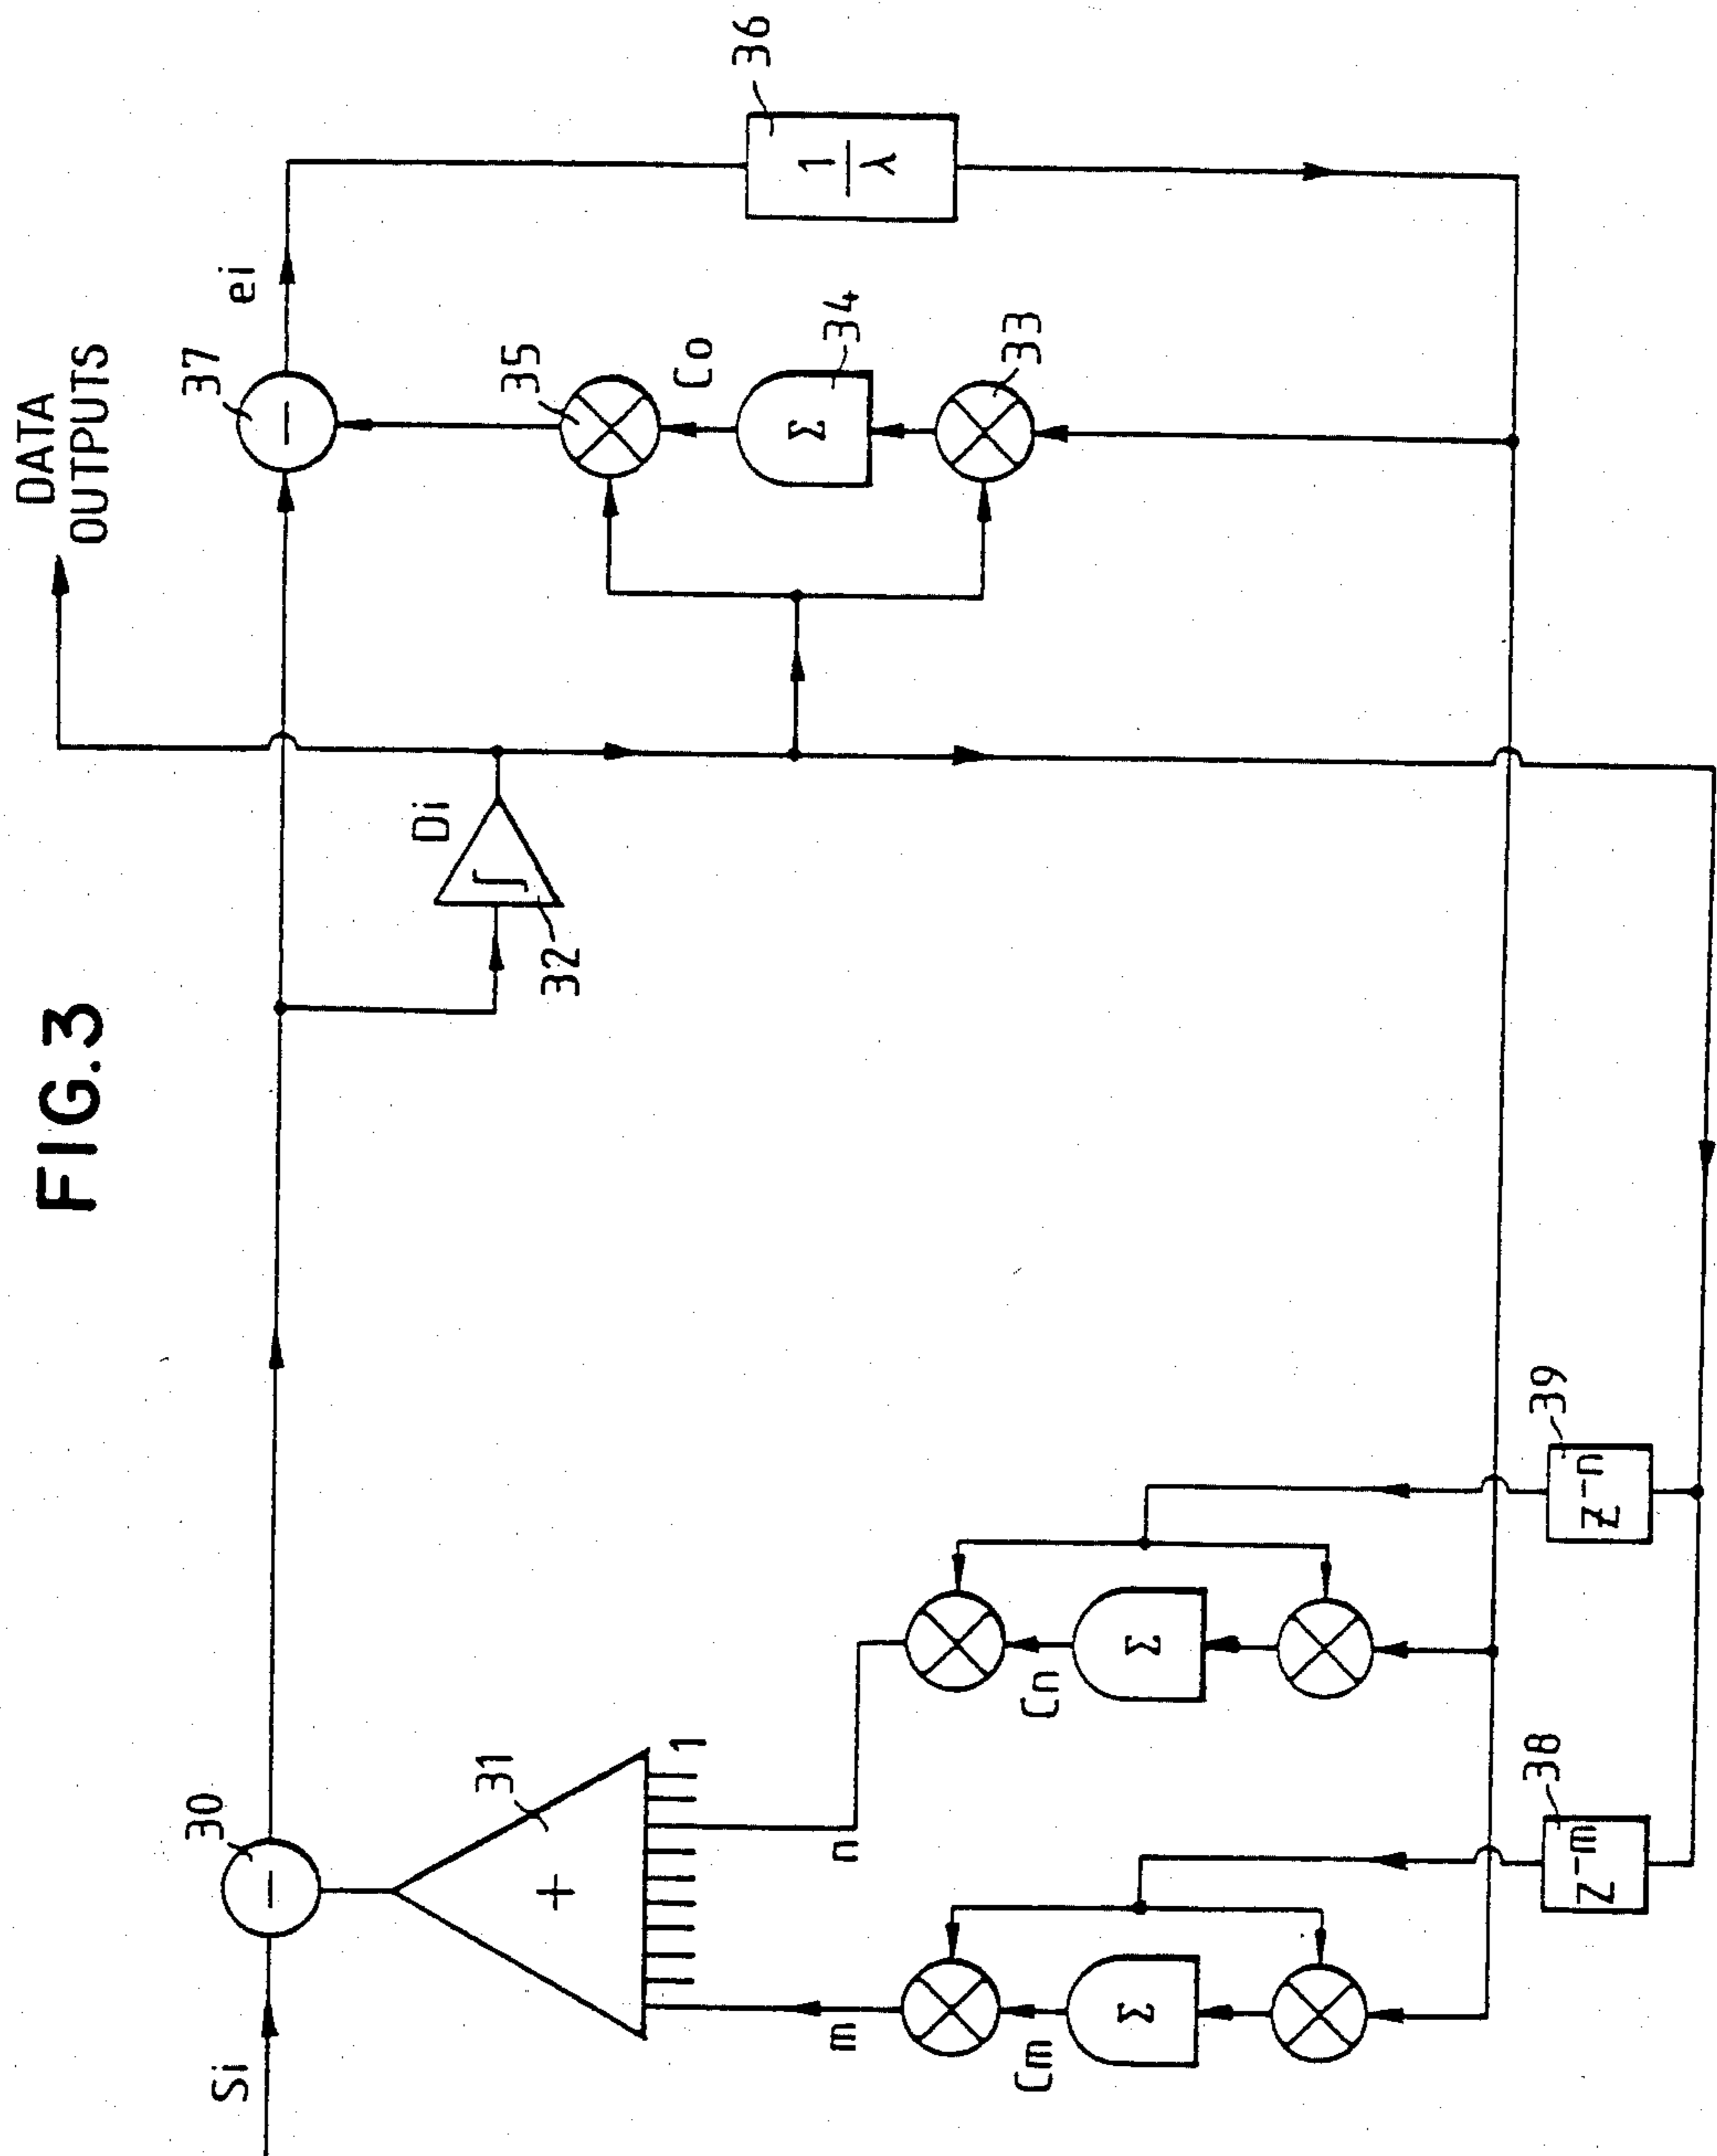 FIG.3
DATA
OUTPUTS
Si
30
37
ei
36
1
λ
31
+
1
n
m
Di
∫
32
35
Co
Σ
34
33
Cn
Σ
Cm
Σ
Z⁻ᵐ
38
Z⁻ⁿ
39